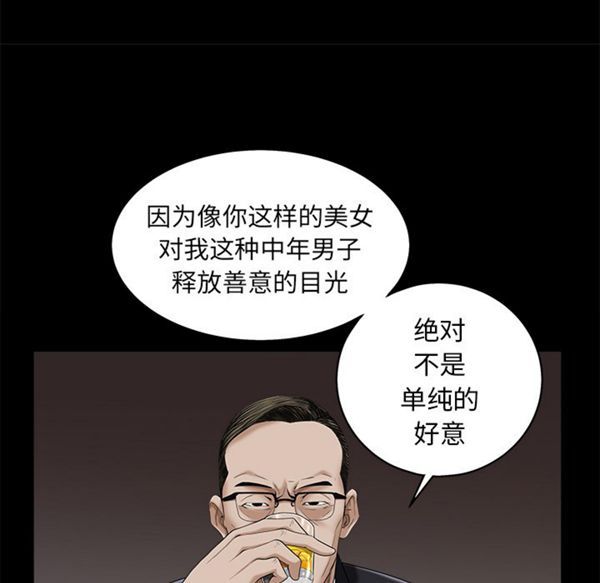 因为像你这样的美女
对我这种中年男子
释放善意的目光
绝对
不是
单纯的
好意